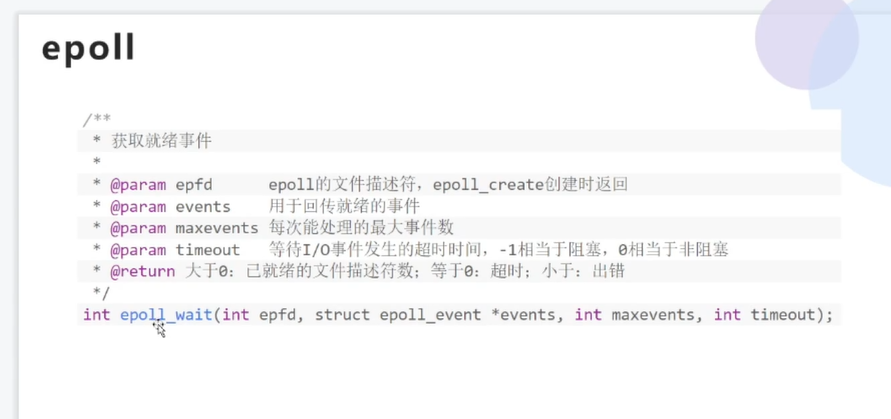 epoll
/**
* 获取就绪事件
*
* @param epfd epoll的文件描述符，epoll_create创建时返回
* @param events 用于回传就绪的事件
* @param maxevents 每次能处理的最大事件数
* @param timeout 等待I/O事件发生的超时时间，-1相当于阻塞，0相当于非阻塞
* @return 大于0：已就绪的文件描述符数；等于0：超时；小于：出错
*/
int epoll_wait(int epfd, struct epoll_event *events, int maxevents, int timeout);